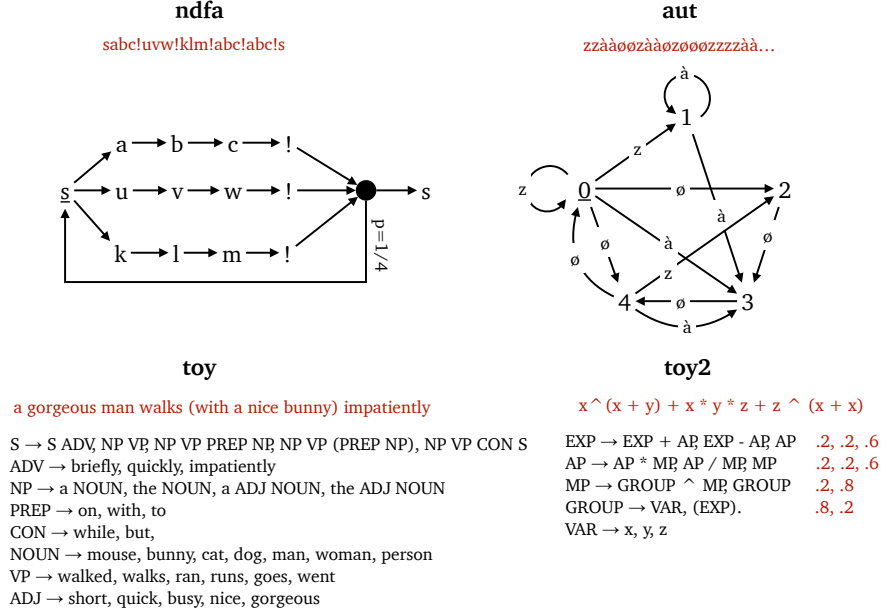 ndfa
sabc!uvw!klm!abc!abc!s
a b c !
s u v w ! s
k l m !
p=1/4
aut
zzààøøzààøzøøøzzzzàà...
à
1
z
z 0 ø 2
à
ø à ø
ø z
4 ø 3
à
toy
a gorgeous man walks (with a nice bunny) impatiently
S → S ADV, NP VP, NP VP PREP NP, NP VP (PREP NP), NP VP CON S
ADV → briefly, quickly, impatiently
NP → a NOUN, the NOUN, a ADJ NOUN, the ADJ NOUN
PREP → on, with, to
CON → while, but,
NOUN → mouse, bunny, cat, dog, man, woman, person
VP → walked, walks, ran, runs, goes, went
ADJ → short, quick, busy, nice, gorgeous
toy2
x^(x + y) + x * y * z + z ^ (x + x)
EXP → EXP + AP, EXP - AP, AP .2, .2, .6
AP → AP * MP, AP / MP, MP .2, .2, .6
MP → GROUP ^ MP, GROUP .2, .8
GROUP → VAR, (EXP). .8, .2
VAR → x, y, z